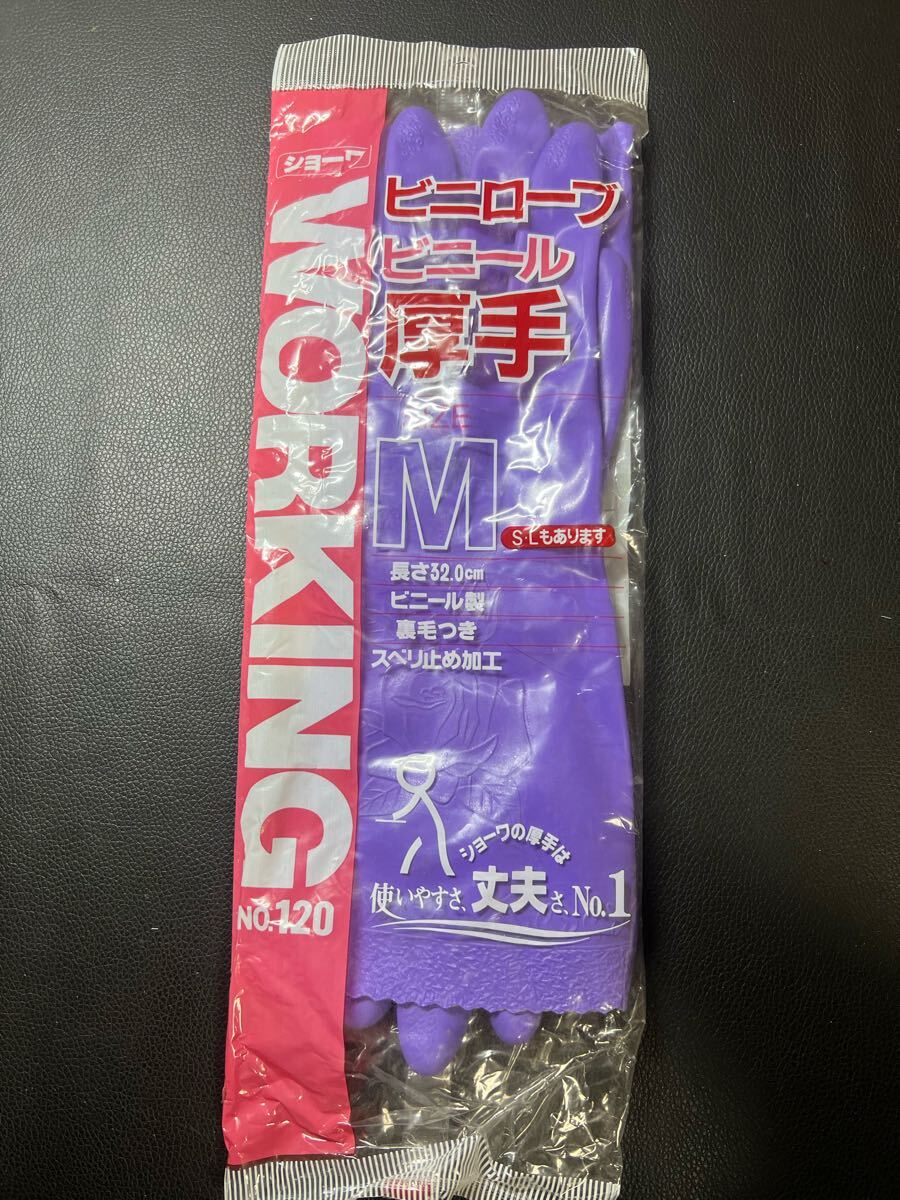 ショーワ
WORKING
NO.120
ビニローブ
ビニール
厚手
SIZE
M
S・Lもあります
長さ32.0cm
ビニール製
裏毛つき
スベリ止め加工
ショーワの厚手は
使いやすさ、丈夫さ、No.1